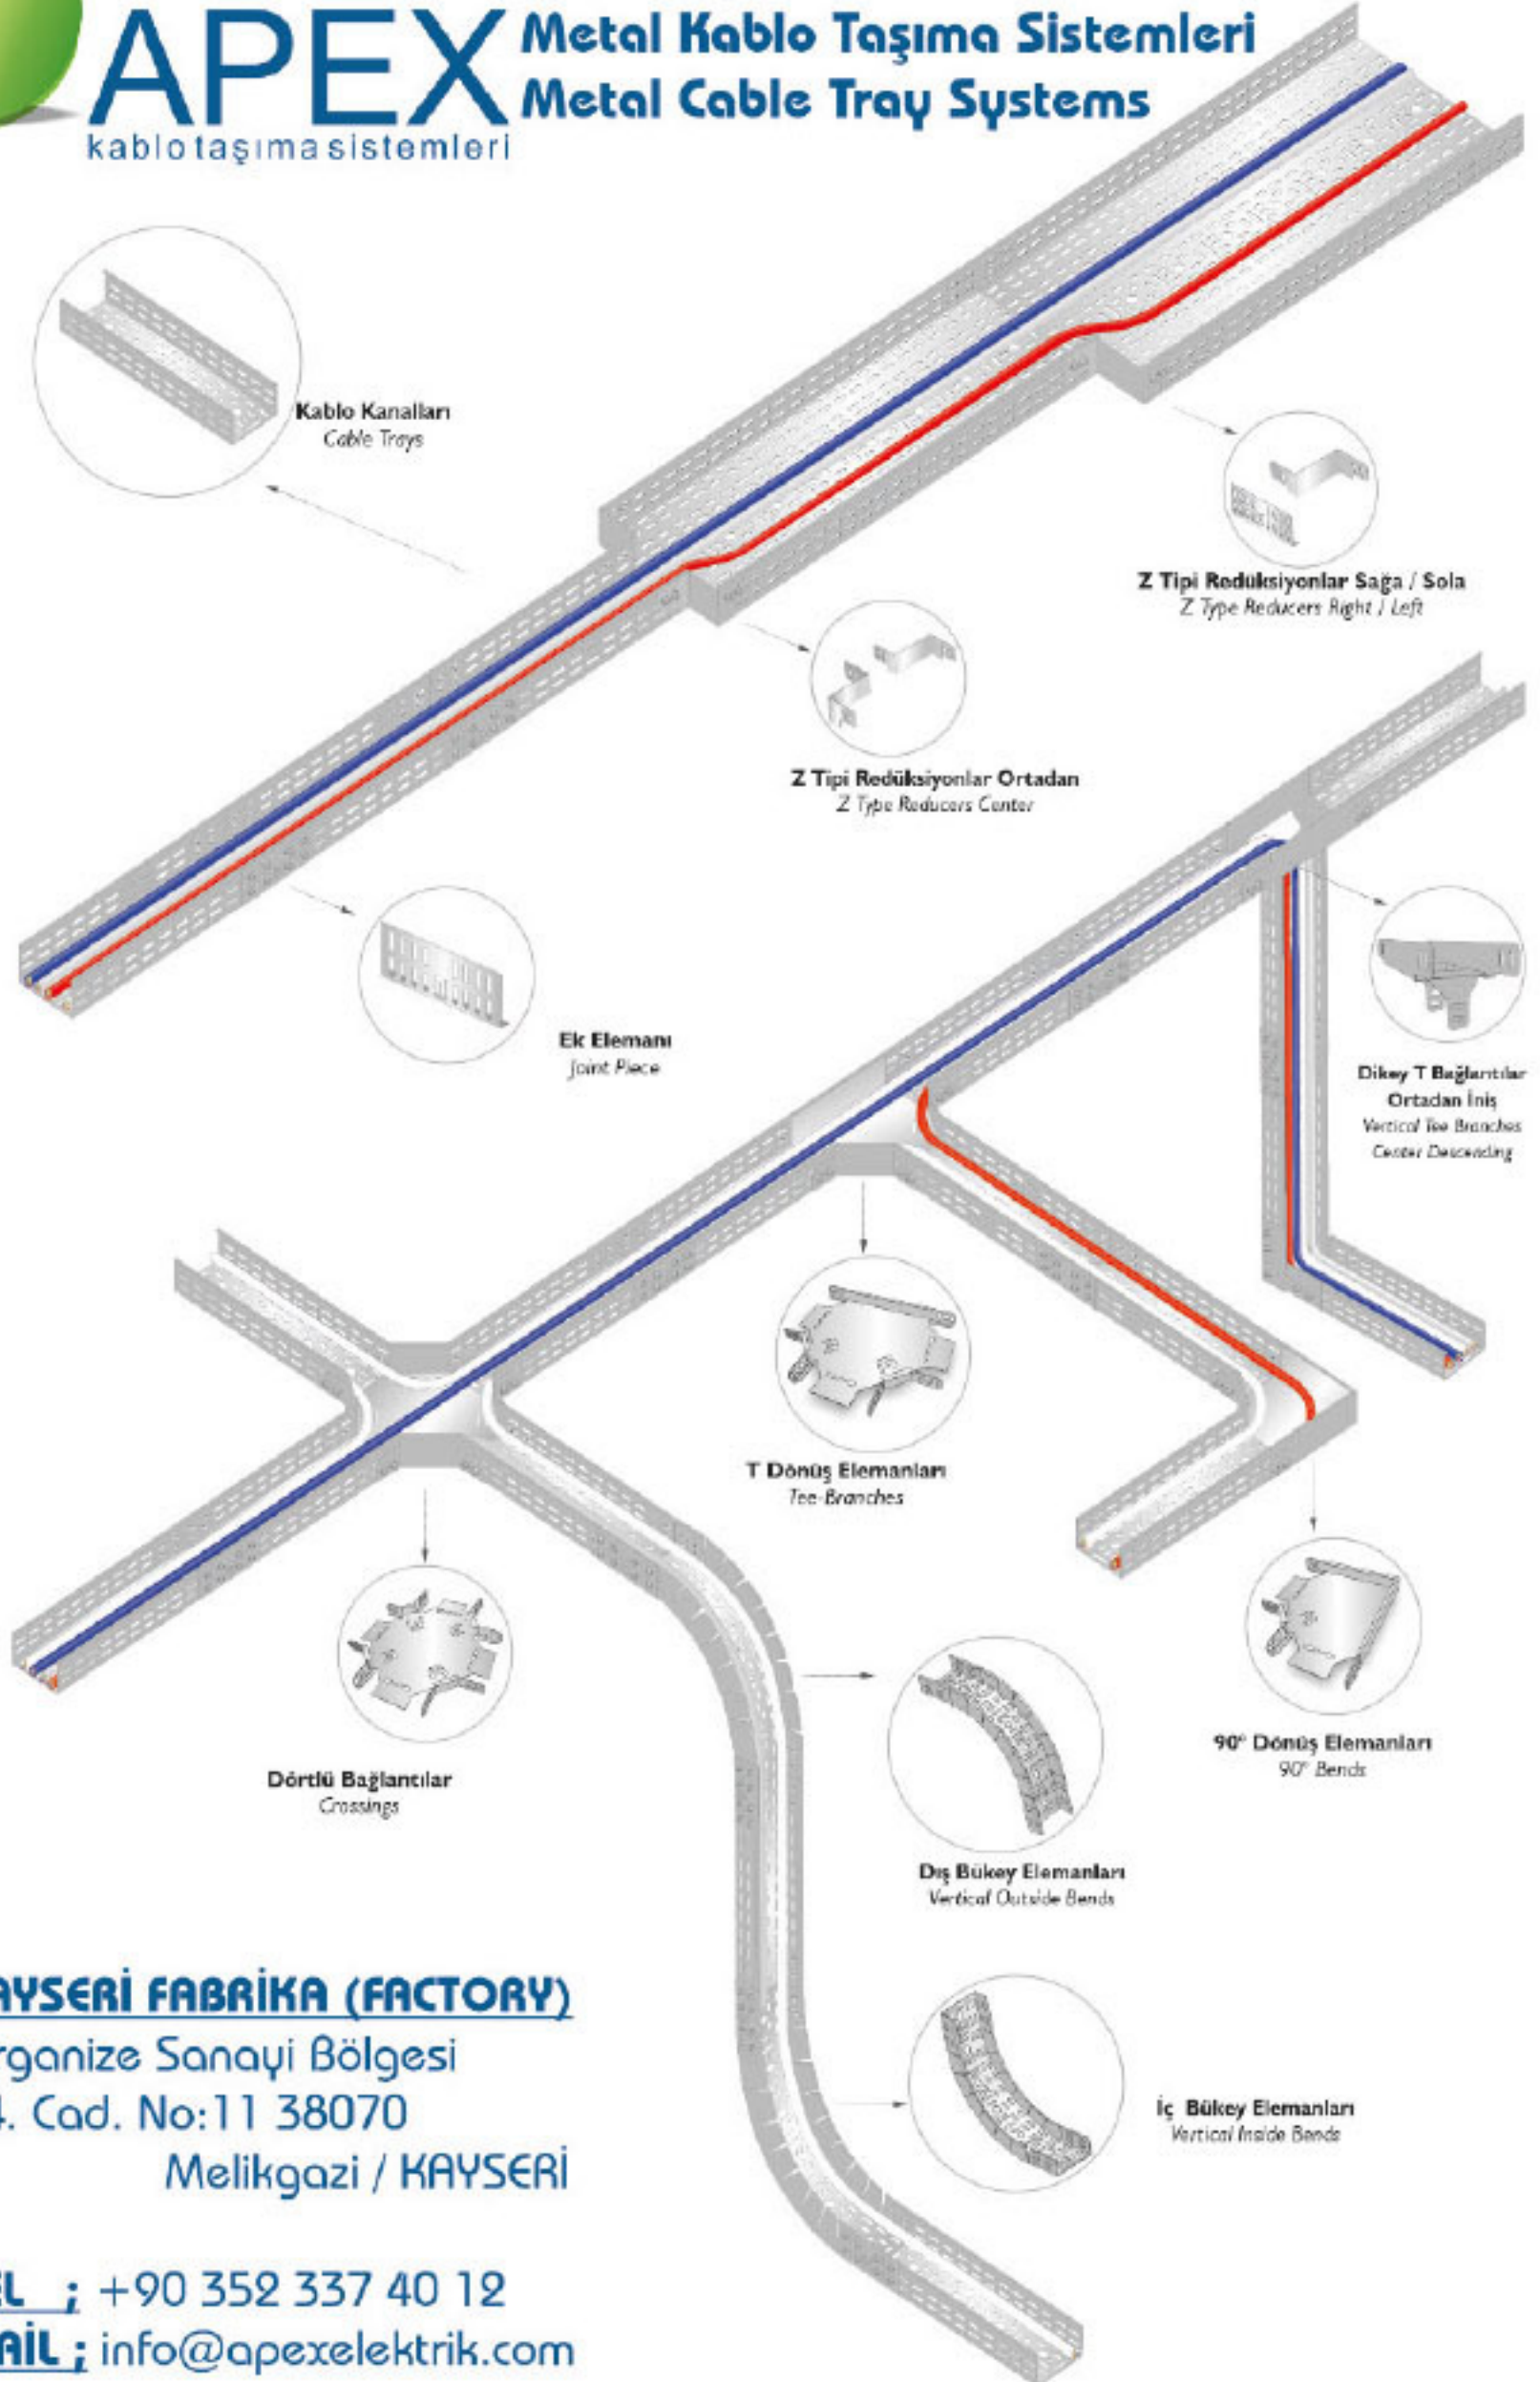 APEX
kablotaşımasistemleri
Metal Kablo Taşıma Sistemleri
Metal Cable Tray Systems
Kablo Kanalları
Cable Trays
Z Tipi Redüksiyonlar Sağa / Sola
Z Type Reducers Right / Left
Z Tipi Redüksiyonlar Ortadan
Z Type Reducers Center
Ek Elemanı
Joint Piece
Dikey T Bağlantılar
Ortadan İniş
Vertical Tee Branches
Center Descending
T Dönüş Elemanları
Tee-Branches
Dörtlü Bağlantılar
Crossings
90° Dönüş Elemanları
90° Bends
Dış Bükey Elemanları
Vertical Outside Bends
İç Bükey Elemanları
Vertical Inside Bends
AYSERİ FABRİKA (FACTORY)
rganize Sanayi Bölgesi
4. Cad. No:11 38070
Melikgazi / KAYSERİ
EL ; +90 352 337 40 12
AİL ; info@apexelektrik.com